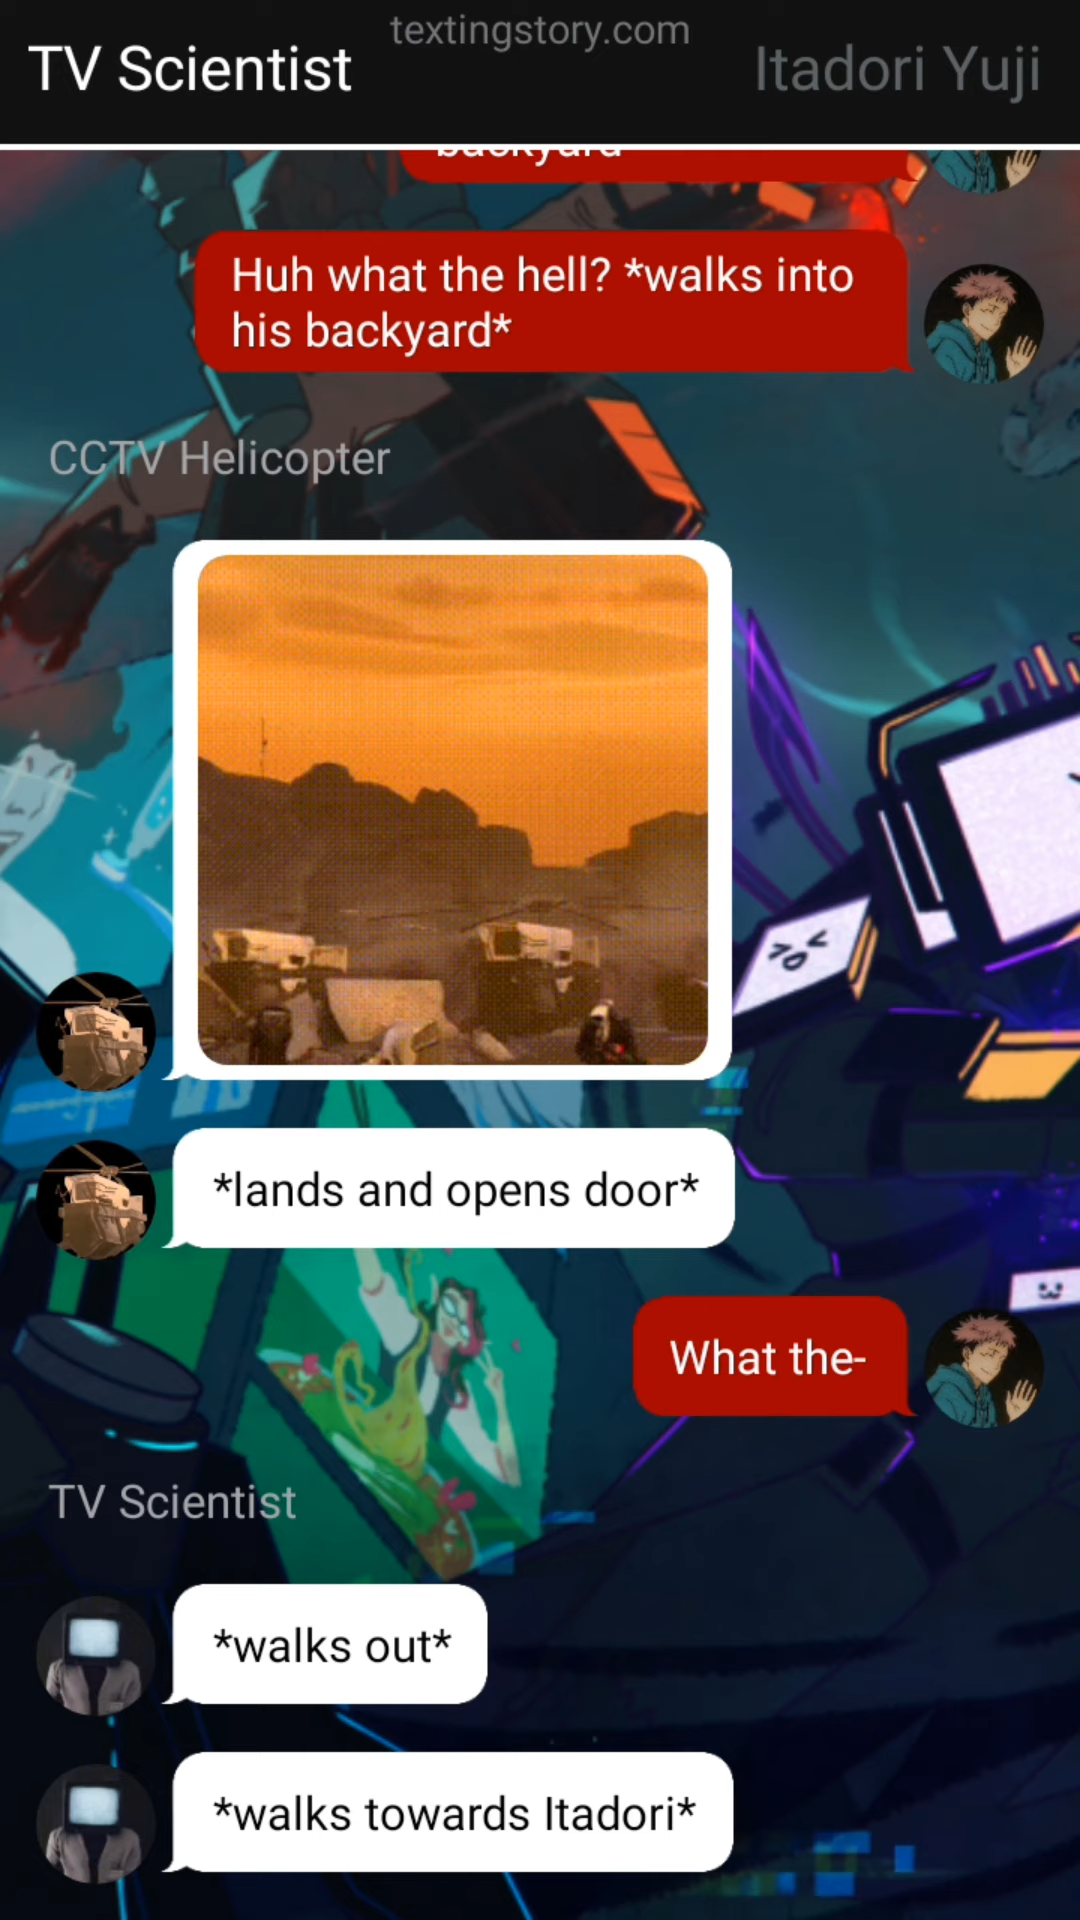 textingstory.com
TV Scientist
Itadori Yuji
backyard
Huh what the hell? *walks into
his backyard*
CCTV Helicopter
*lands and opens door*
What the-
TV Scientist
*walks out*
*walks towards Itadori*